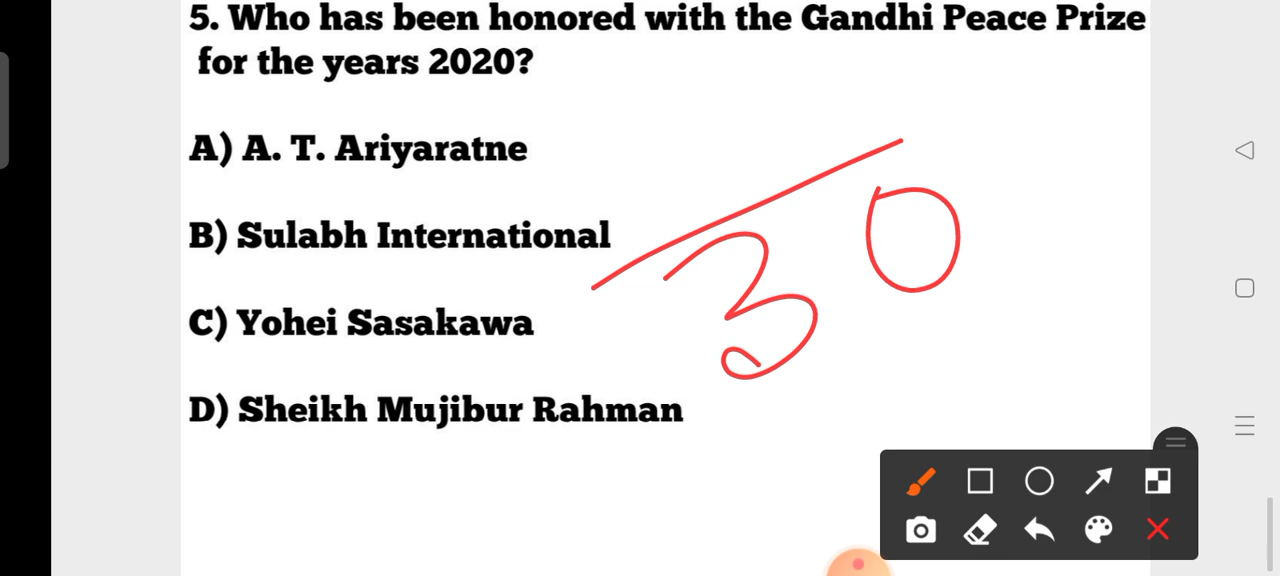 5. Who has been honored with the Gandhi Peace Prize
for the years 2020?
A) A. T. Ariyaratne
B) Sulabh International
30
C) Yohei Sasakawa
D) Sheikh Mujibur Rahman